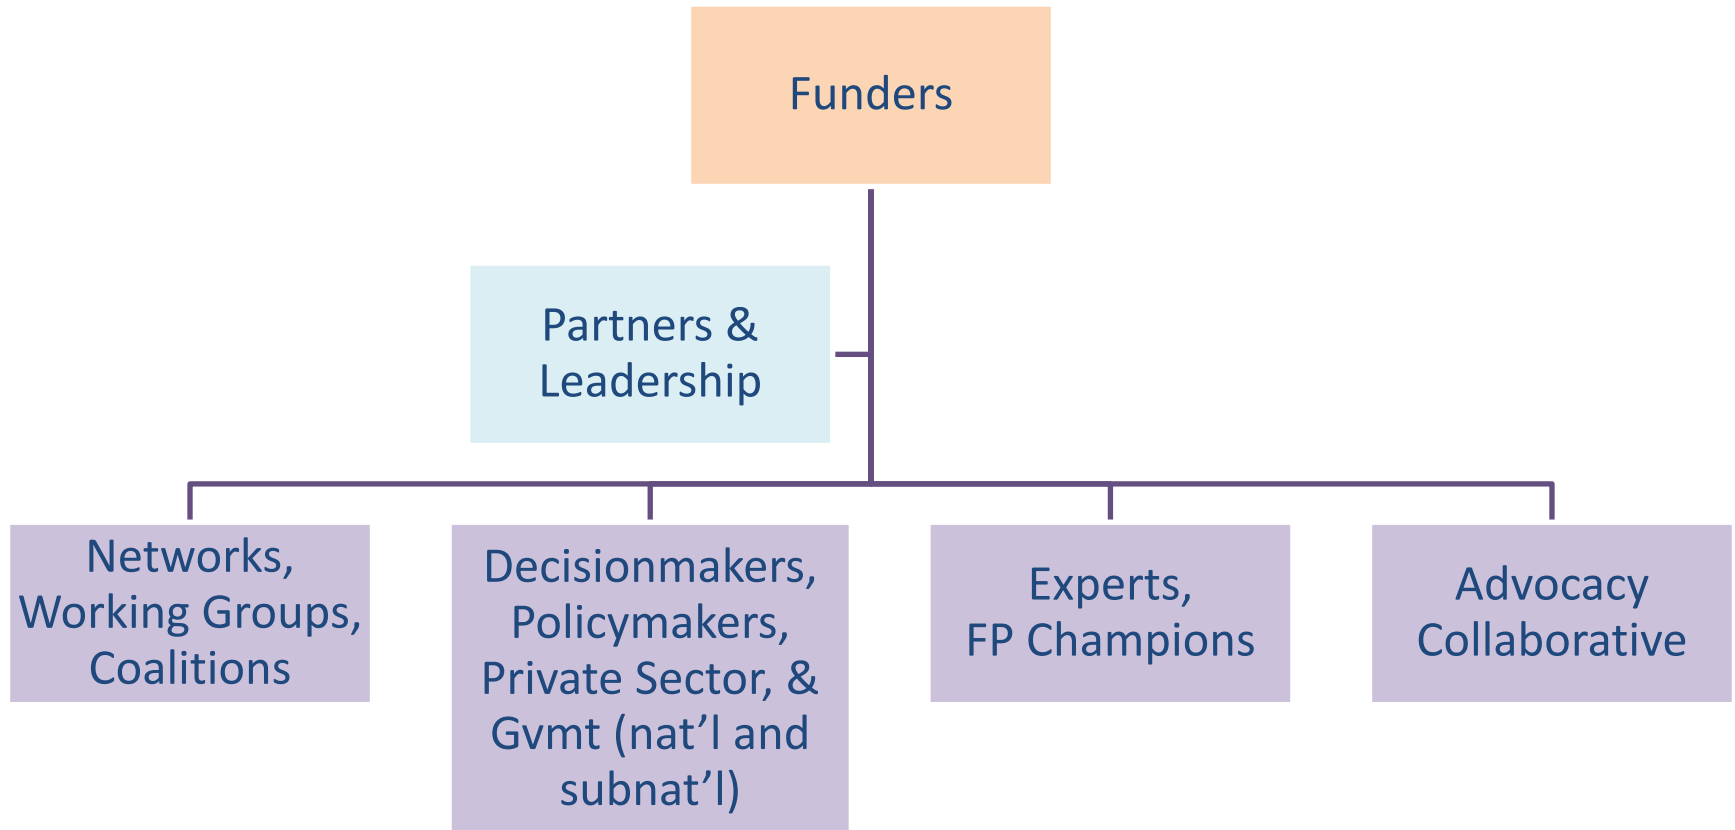 Funders
Partners &
Leadership
Networks,
Working Groups,
Coalitions
Decisionmakers,
Policymakers,
Private Sector, &
Gvmt (nat’l and
subnat’l)
Experts,
FP Champions
Advocacy
Collaborative